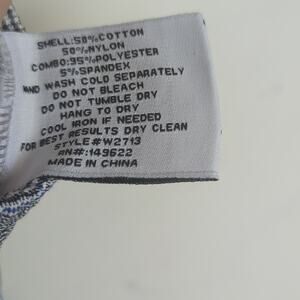 SHELL:50%COTTON
50%NYLON
COMBO:95%POLYESTER
5%SPANDEX
AND WASH COLD SEPARATELY
DO NOT BLEACH
DO NOT TUMBLE DRY
HANG TO DRY
COOL IRON IF NEEDED
FOR BEST RESULTS DRY CLEAN
STYLE#W2713
RN#:149622
MADE IN CHINA